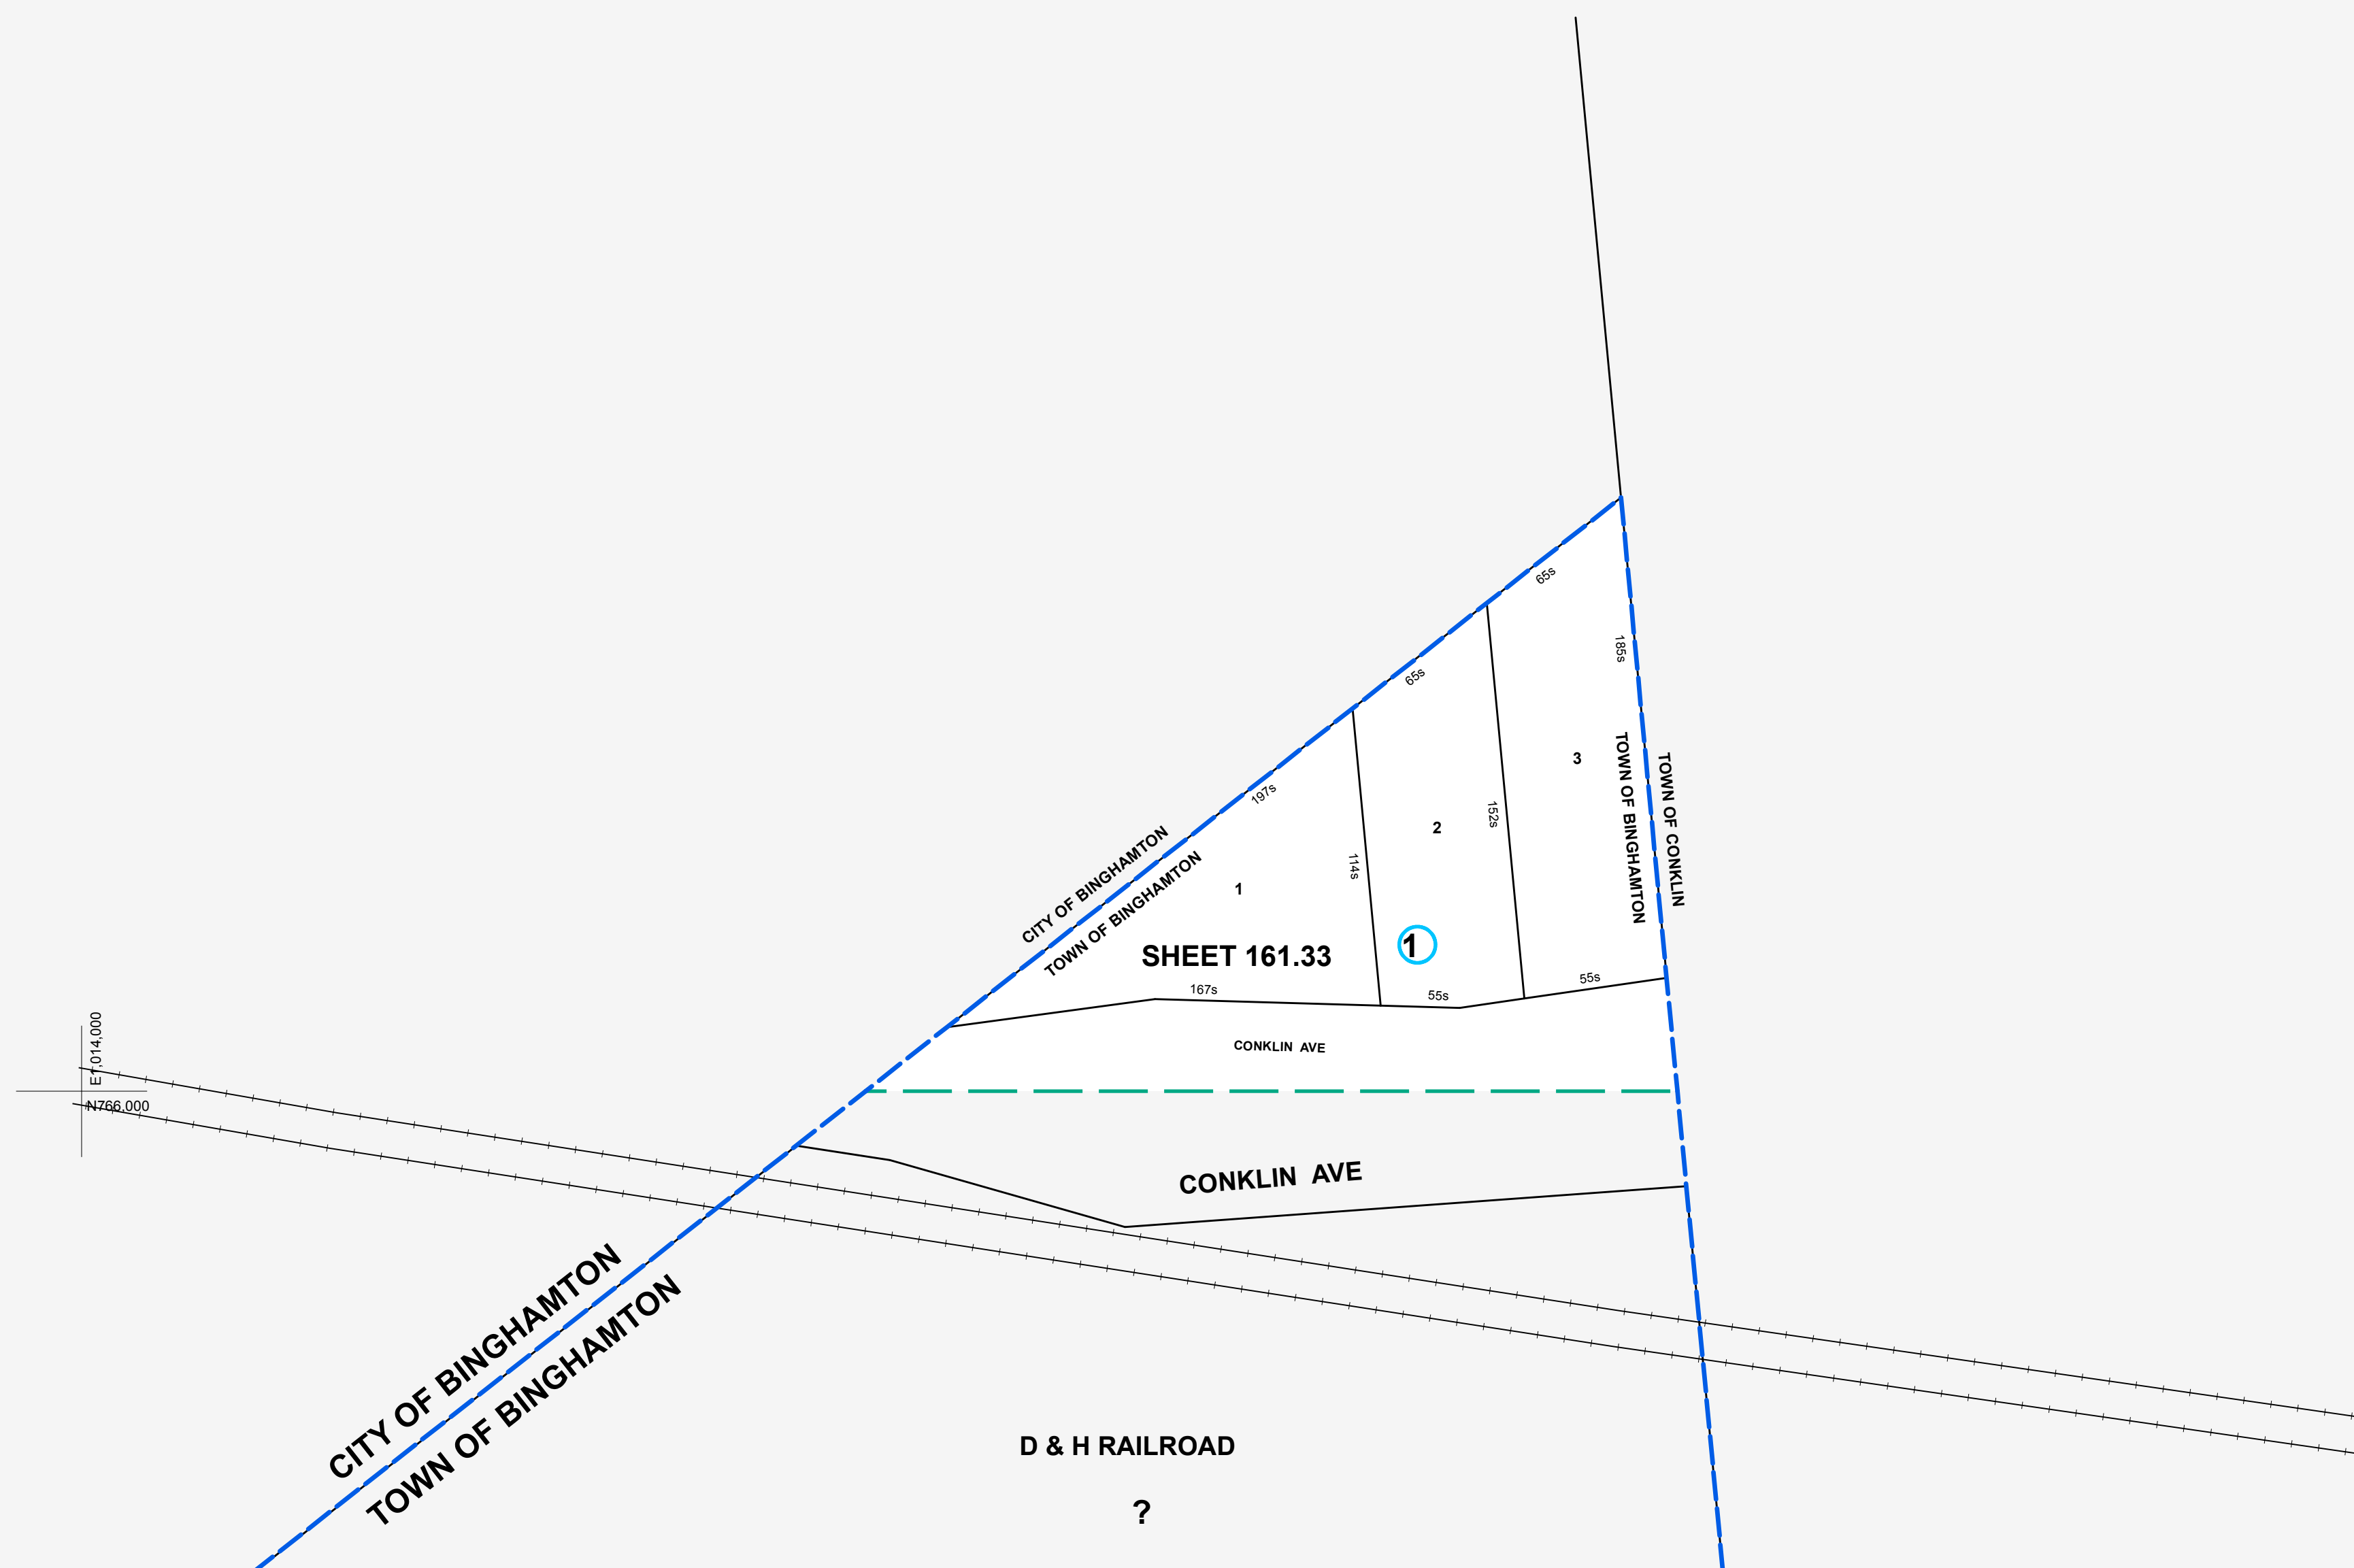 65s
65s
185s
197s
TOWN OF CONKLIN
TOWN OF BINGHAMTON
3
2
152s
114s
CITY OF BINGHAMTON
TOWN OF BINGHAMTON
1
1
SHEET 161.33
167s
55s
55s
CONKLIN AVE
E1,014,000
N766,000
CONKLIN AVE
CITY OF BINGHAMTON
TOWN OF BINGHAMTON
D & H RAILROAD
?